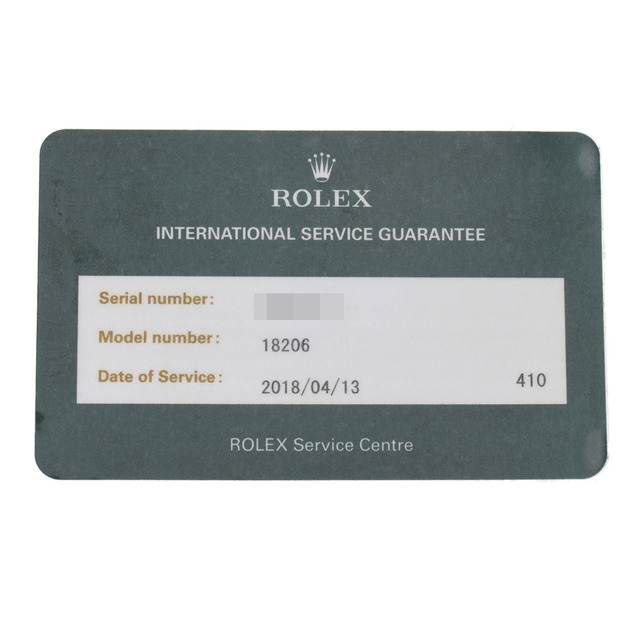 ROLEX
INTERNATIONAL SERVICE GUARANTEE
Serial number:
Model number: 18206
Date of Service: 2018/04/13 410
ROLEX Service Centre